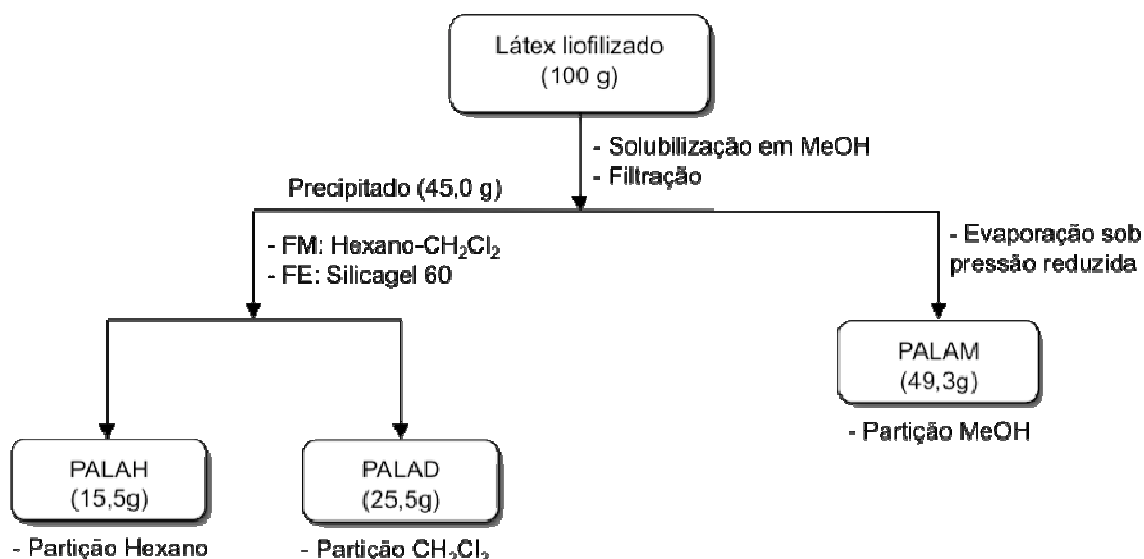 Látex liofilizado
(100 g)
- Solubilização em MeOH
- Filtração
Precipitado (45,0 g)
- FM: Hexano-CH₂Cl₂
- FE: Silicagel 60
- Evaporação sob
pressão reduzida
PALAM
(49,3g)
- Partição MeOH
PALAH
(15,5g)
- Partição Hexano
PALAD
(25,5g)
- Partição CH₂Cl₂